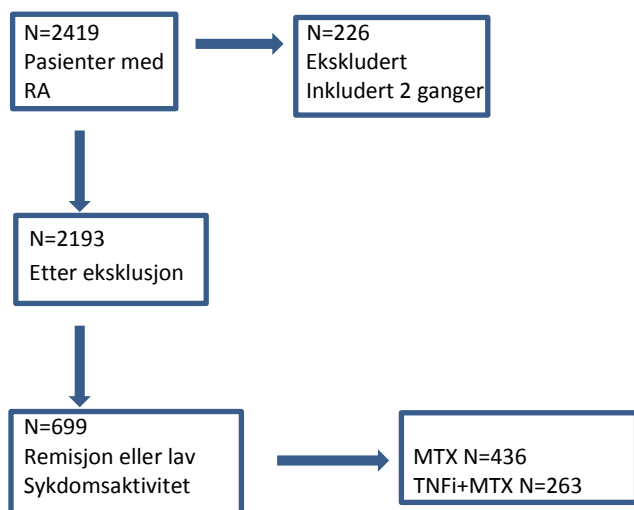 N=2419
Pasienter med
RA
N=226
Ekskludert
Inkludert 2 ganger
N=2193
Etter eksklusjon
N=699
Remisjon eller lav
Sykdomsaktivitet
MTX N=436
TNFi+MTX N=263